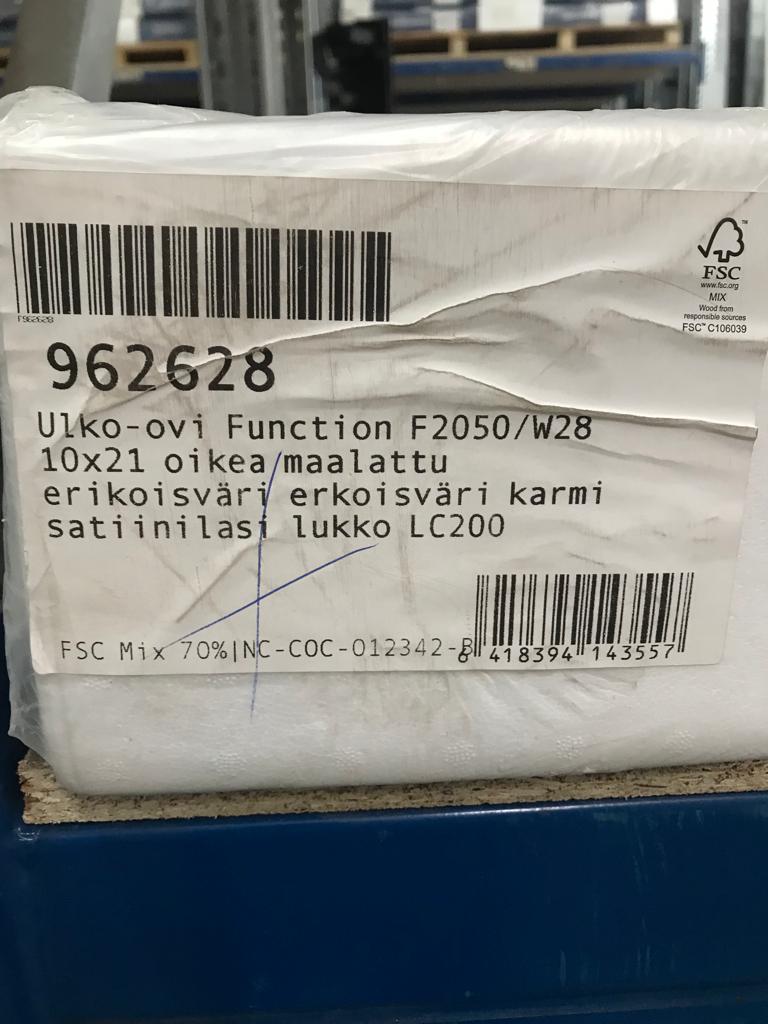 F962628
962628
Ulko-ovi Function F2050/W28
10x21 oikea maalattu
erikoisväri erkoisväri karmi
satiinilasi lukko LC200
FSC Mix 70%|NC-COC-012342-B
6 418394 143557
FSC
www.fsc.org
MIX
Wood from
responsible sources
FSC™ C106039